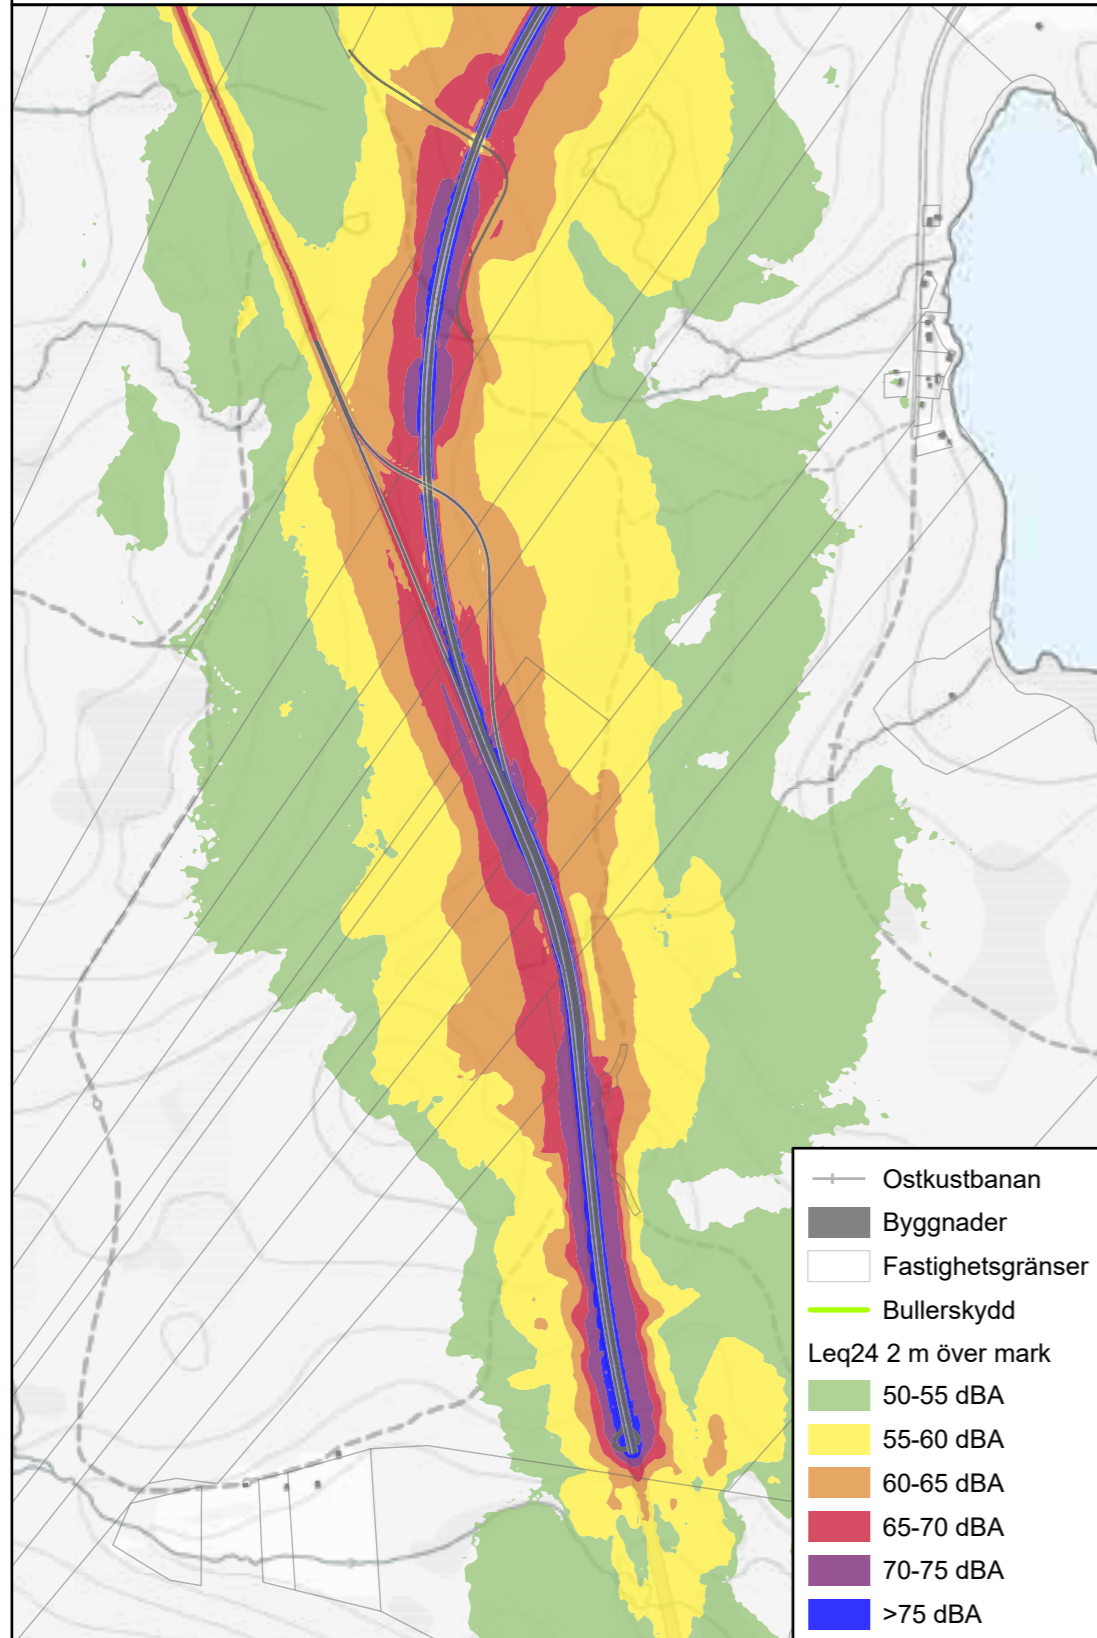 Ostkustbanan
Byggnader
Fastighetsgränser
Bullerskydd
Leq24 2 m över mark
50-55 dBA
55-60 dBA
60-65 dBA
65-70 dBA
70-75 dBA
>75 dBA